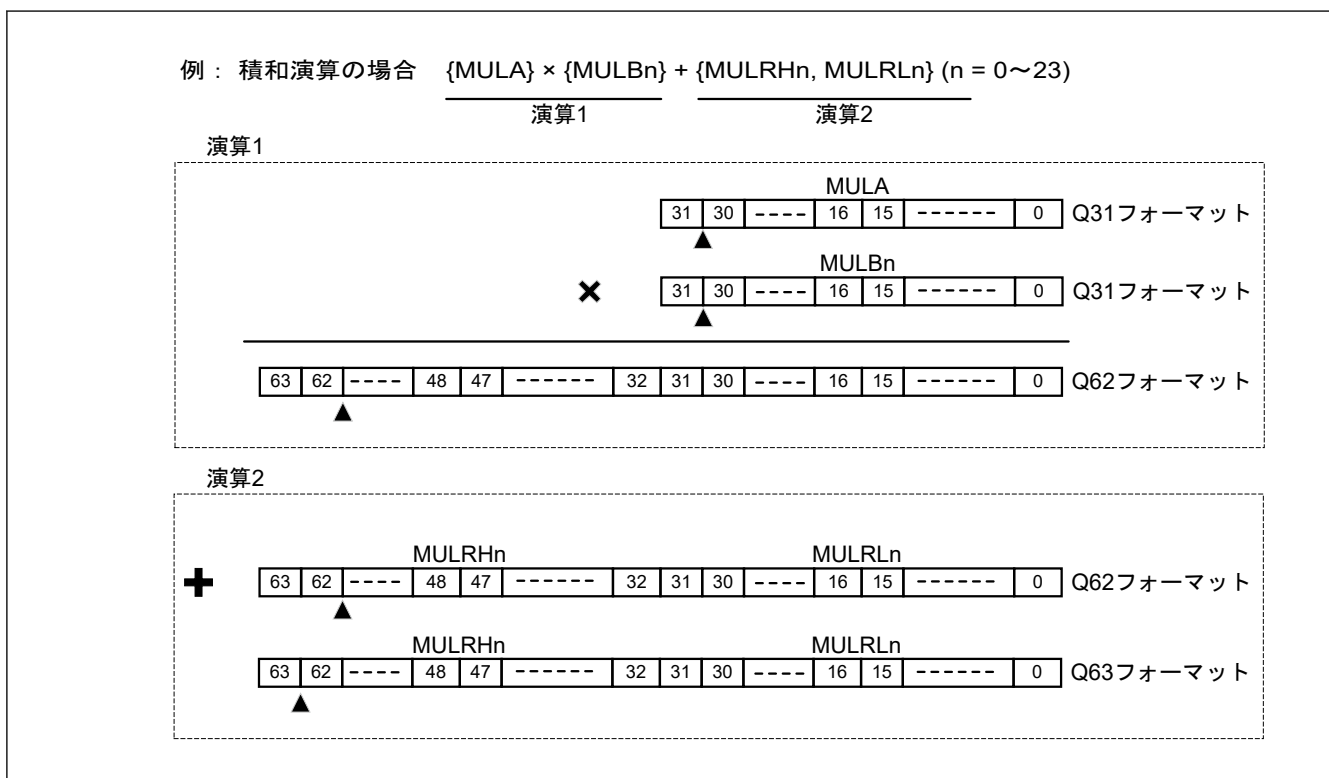 例： 積和演算の場合 {MULA} × {MULBn} + {MULRHn, MULRLn} (n = 0～23)
演算1 演算2
演算1
MULA
31 30 ---- 16 15 ------ 0 Q31フォーマット
MULBn
× 31 30 ---- 16 15 ------ 0 Q31フォーマット
63 62 ---- 48 47 ------ 32 31 30 ---- 16 15 ------ 0 Q62フォーマット
演算2
MULRHn MULRLn
+ 63 62 ---- 48 47 ------ 32 31 30 ---- 16 15 ------ 0 Q62フォーマット
MULRHn MULRLn
63 62 ---- 48 47 ------ 32 31 30 ---- 16 15 ------ 0 Q63フォーマット